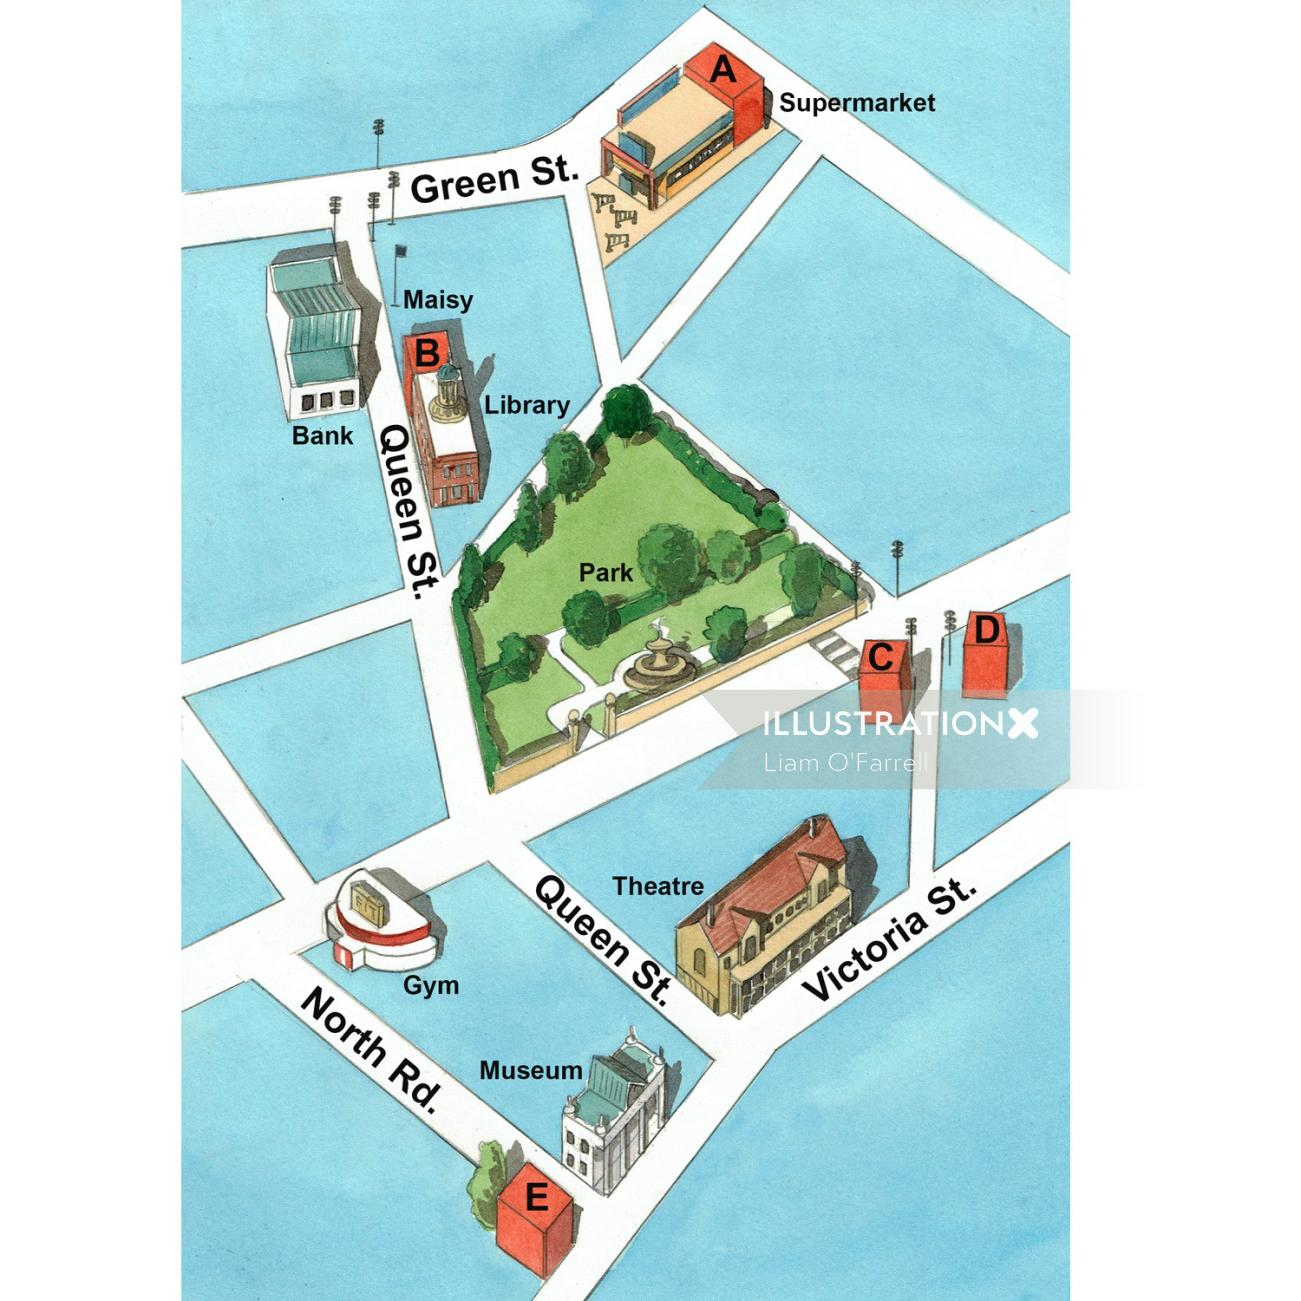 A
Supermarket
Green St.
Maisy
B
Library
Bank
Queen St.
Park
D
C
ILLUSTRATIONX
Liam O'Farrell
FIT
Theatre
Queen St.
Victoria St.
Gym
North Rd.
Museum
E